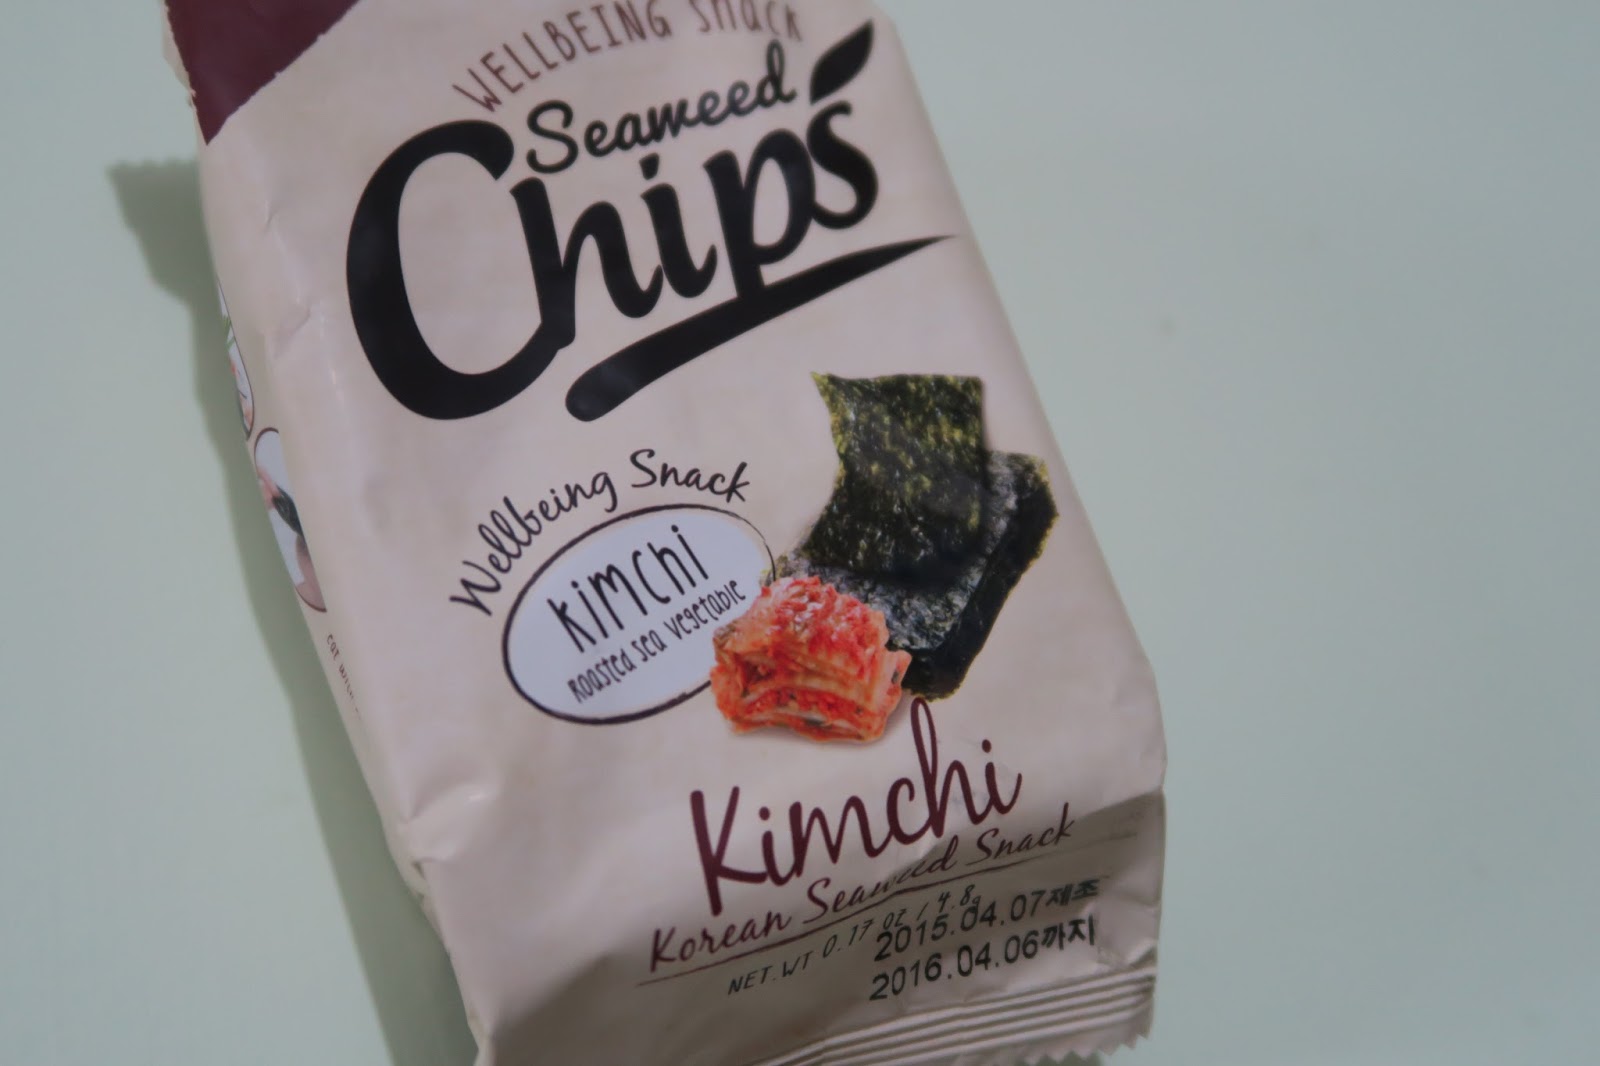 WELLBEING SNACK
Seaweed
Chips
Wellbeing Snack
Kimchi
Roasted Sea Vegetable
Kimchi
Korean Seaweed Snack
NET.WT 0.17 OZ / 4.8g
2015.04.07제조
2016.04.06까지